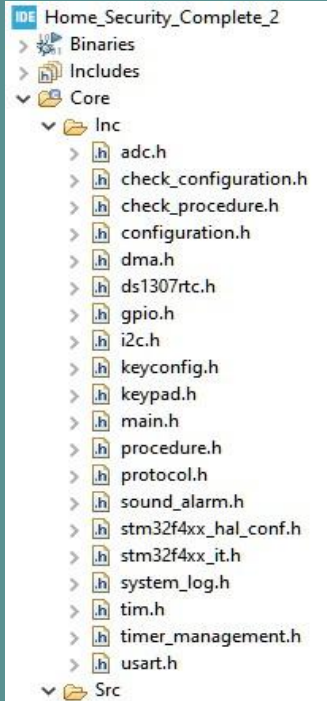 IDE Home_Security_Complete_2
Binaries
Includes
Core
Inc
.h adc.h
.h check_configuration.h
.h check_procedure.h
.h configuration.h
.h dma.h
.h ds1307rtc.h
.h gpio.h
.h i2c.h
.h keyconfig.h
.h keypad.h
.h main.h
.h procedure.h
.h protocol.h
.h sound_alarm.h
.h stm32f4xx_hal_conf.h
.h stm32f4xx_it.h
.h system_log.h
.h tim.h
.h timer_management.h
.h usart.h
Src